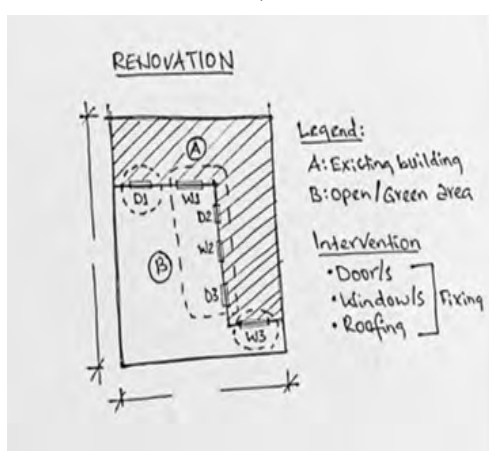 RENOVATION
A
D1
W1
D2
W2
B
D3
W3
Legend:
A: Existing building
B: Open/Green area
Intervention
• Door/s
• Window/s
• Roofing
Fixing